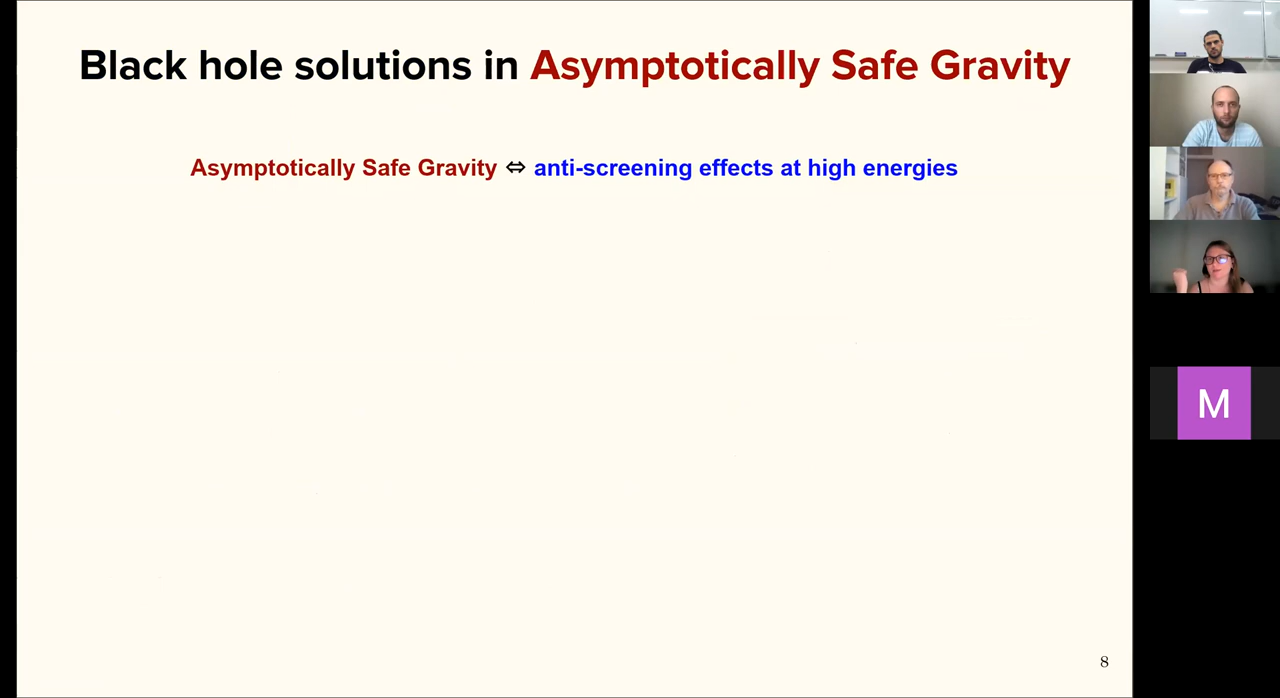 Black hole solutions in Asymptotically Safe Gravity
Asymptotically Safe Gravity ⇔ anti-screening effects at high energies
M
8